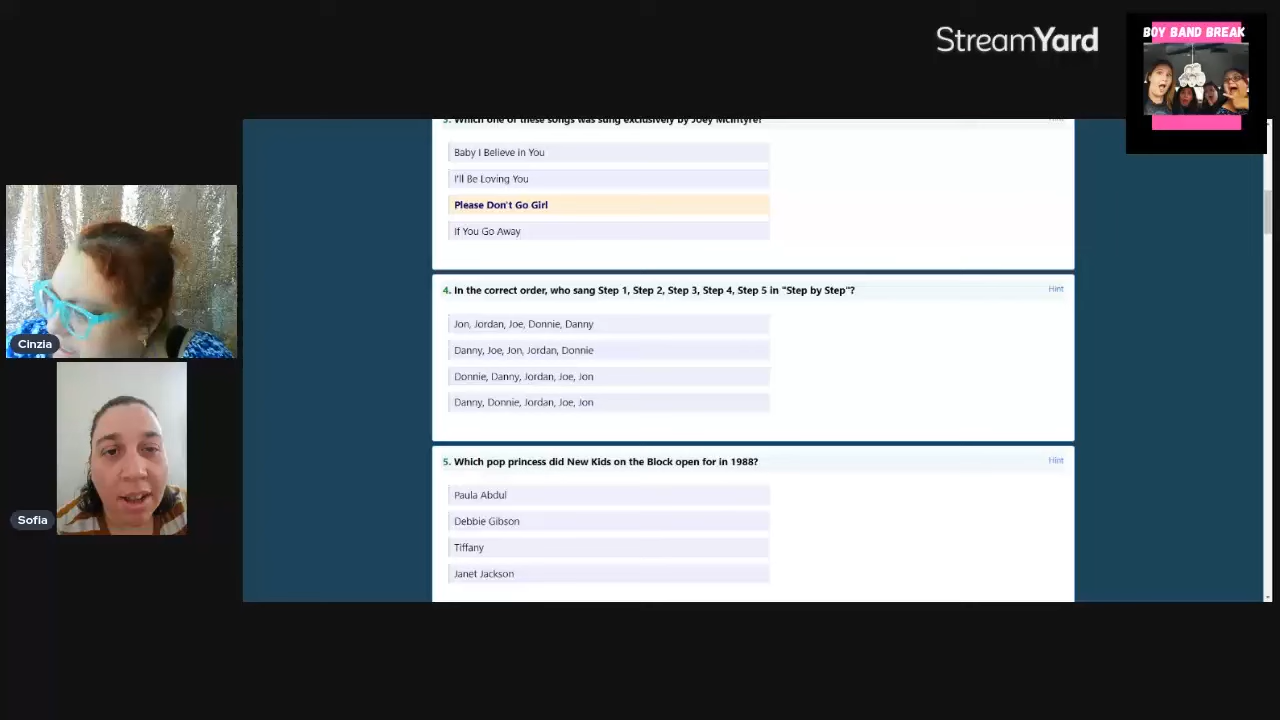 StreamYard
BOY BAND BREAK
3. Which one of these songs was sung exclusively by Joey McIntyre?
Baby I Believe in You
I'll Be Loving You
Please Don't Go Girl
If You Go Away
4. In the correct order, who sang Step 1, Step 2, Step 3, Step 4, Step 5 in "Step by Step"?
Hint
Jon, Jordan, Joe, Donnie, Danny
Danny, Joe, Jon, Jordan, Donnie
Donnie, Danny, Jordan, Joe, Jon
Danny, Donnie, Jordan, Joe, Jon
5. Which pop princess did New Kids on the Block open for in 1988?
Hint
Paula Abdul
Debbie Gibson
Tiffany
Janet Jackson
Cinzia
Sofia